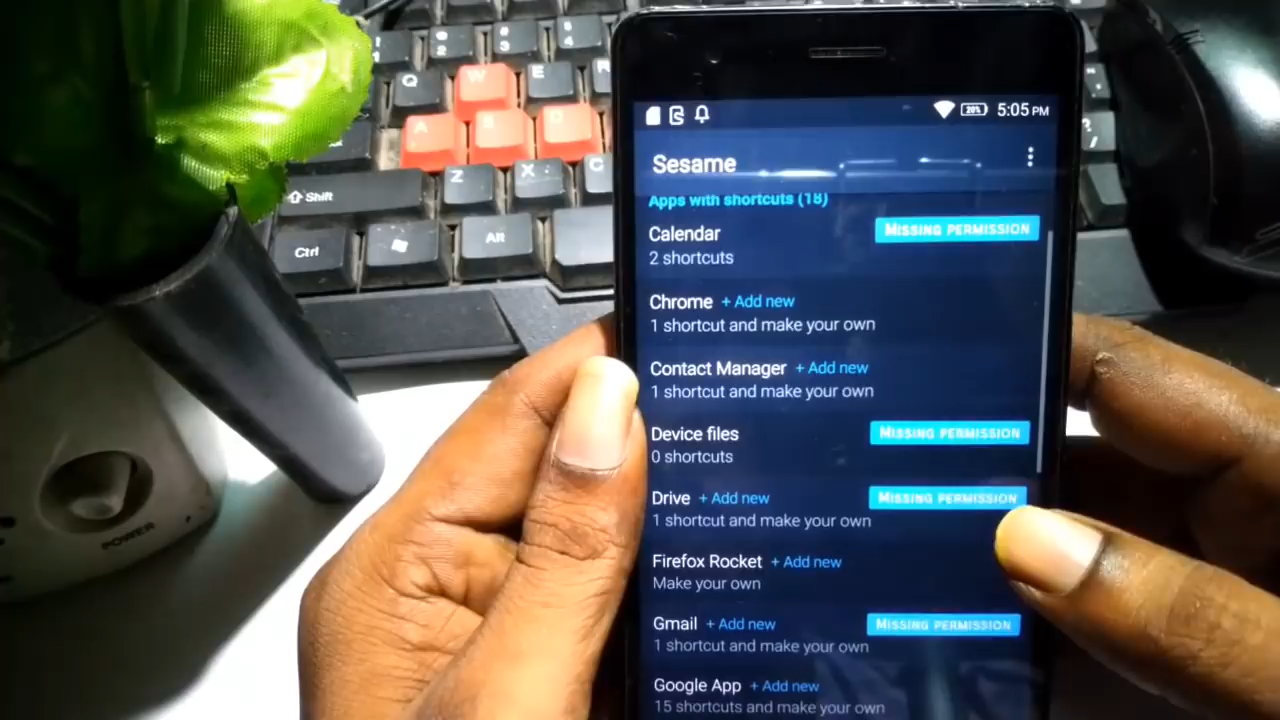 ! @ 2 # 3 $ 4
Q W E R
A S D
Shift Z X C
Ctrl Alt
POWER
20% 5:05 PM
Sesame
Apps with shortcuts (18)
Calendar MISSING PERMISSION
2 shortcuts
Chrome + Add new
1 shortcut and make your own
Contact Manager + Add new
1 shortcut and make your own
Device files MISSING PERMISSION
0 shortcuts
Drive + Add new MISSING PERMISSION
1 shortcut and make your own
Firefox Rocket + Add new
Make your own
Gmail + Add new MISSING PERMISSION
1 shortcut and make your own
Google App + Add new
15 shortcuts and make your own